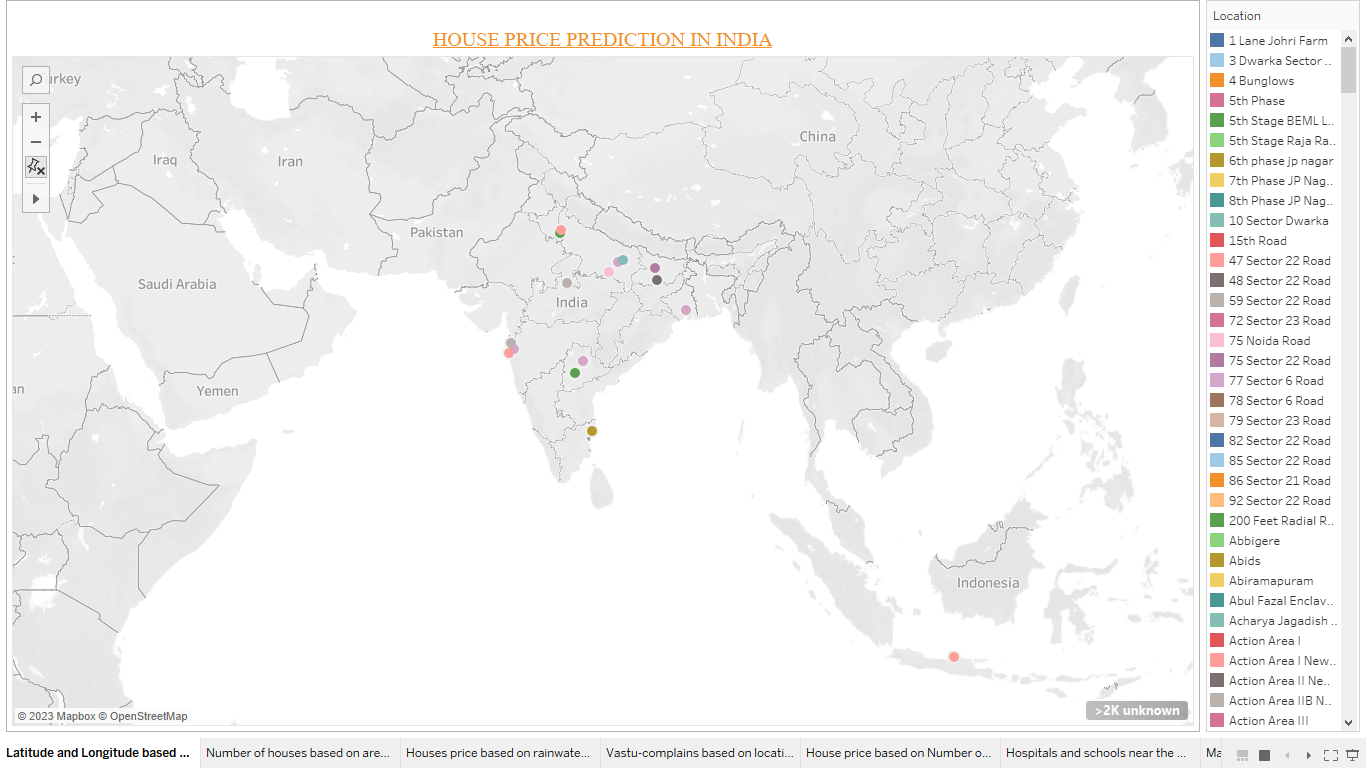 HOUSE PRICE PREDICTION IN INDIA
Location
1 Lane Johri Farm
3 Dwarka Sector ..
4 Bunglows
5th Phase
5th Stage BEML L..
5th Stage Raja Ra..
6th phase jp nagar
7th Phase JP Nag..
8th Phase JP Nag..
10 Sector Dwarka
15th Road
47 Sector 22 Road
48 Sector 22 Road
59 Sector 22 Road
72 Sector 23 Road
75 Noida Road
75 Sector 22 Road
77 Sector 6 Road
78 Sector 6 Road
79 Sector 23 Road
82 Sector 22 Road
85 Sector 22 Road
86 Sector 21 Road
92 Sector 22 Road
200 Feet Radial R..
Abbigere
Abids
Abiramapuram
Abul Fazal Enclav..
Acharya Jagadish ..
Action Area I
Action Area I New..
Action Area II Ne..
Action Area IIB N..
Action Area III
urkey
China
Iraq
Iran
Pakistan
Saudi Arabia
India
an
Yemen
Indonesia
>2K unknown
© 2023 Mapbox © OpenStreetMap
Latitude and Longitude based ...
Number of houses based on are...
Houses price based on rainwate...
Vastu-complains based on locati...
House price based on Number o...
Hospitals and schools near the ...
Ma